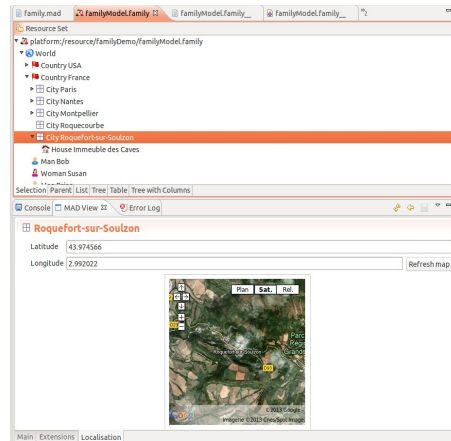 family.mad
familyModel.family
familyModel.family__
familyModel.family__
Resource Set
platform:/resource/familyDemo/familyModel.family
World
Country USA
Country France
City Paris
City Nantes
City Montpellier
City Roquecourbe
City Roquefort-sur-Soulzon
House Immeuble des Caves
Man Bob
Woman Susan
Selection Parent List Tree Table Tree with Columns
Console MAD View Error Log
Roquefort-sur-Soulzon
Latitude 43.974566
Longitude 2.992022 Refresh map
Plan Sat. Rel.
Parc
Régi
Grands
Roquefort-sur-Soulzon
©2013 Google
Imagerie ©2013 Cnes/Spot Image
Main Extensions Localisation